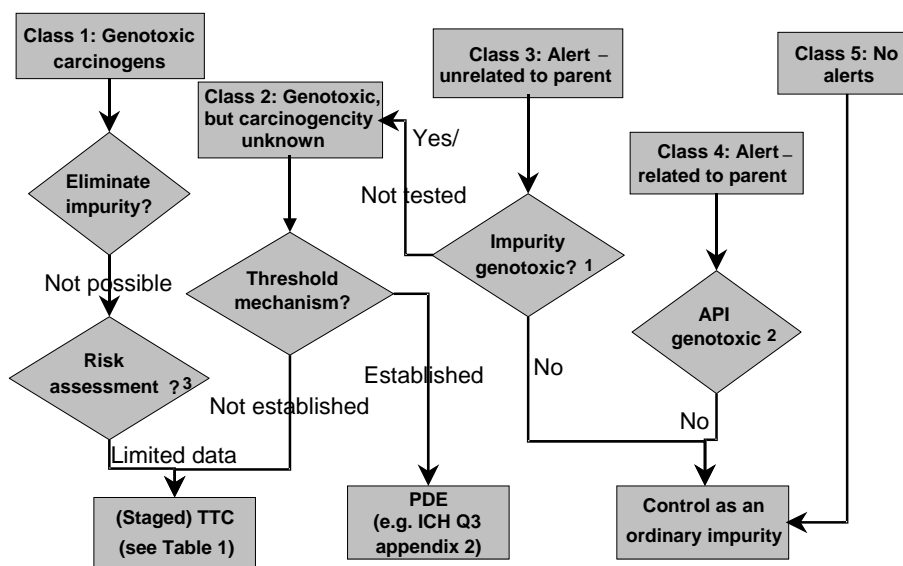 Class 1: Genotoxic
carcinogens
Class 2: Genotoxic,
but carcinogencity
unknown
Class 3: Alert –
unrelated to parent
Class 4: Alert –
related to parent
Class 5: No
alerts
Yes/
Not tested
Eliminate
impurity?
Impurity
genotoxic? 1
Threshold
mechanism?
API
genotoxic 2
Not possible
Risk
assessment ?3
Not established
Established
No
No
Limited data
(Staged) TTC
(see Table 1)
PDE
(e.g. ICH Q3
appendix 2)
Control as an
ordinary impurity